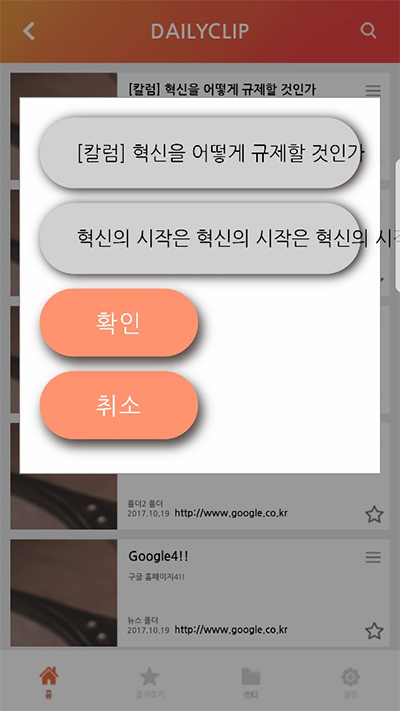 DAILYCLIP
[칼럼] 혁신을 어떻게 규제할 것인가
[칼럼] 혁신을 어떻게 규제할 것인가
혁신의 시작은 혁신의 시작은 혁신의 시
확인
취소
폴더2 폴더
2017.10.19 http://www.google.co.kr
Google4!!
구글 홈페이지4!!
뉴스 폴더
2017.10.19 http://www.google.co.kr
홈
즐겨찾기
설정